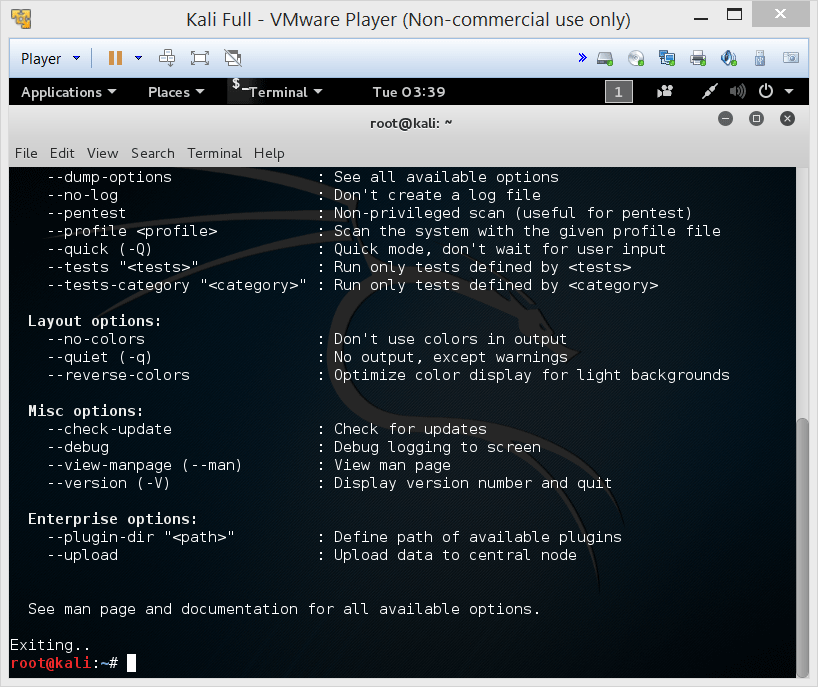 Kali Full - VMware Player (Non-commercial use only)
Player
Applications Places $_ Terminal Tue 03:39 1
root@kali: ~
File Edit View Search Terminal Help
--dump-options : See all available options
--no-log : Don't create a log file
--pentest : Non-privileged scan (useful for pentest)
--profile <profile> : Scan the system with the given profile file
--quick (-Q) : Quick mode, don't wait for user input
--tests "<tests>" : Run only tests defined by <tests>
--tests-category "<category>" : Run only tests defined by <category>
Layout options:
--no-colors : Don't use colors in output
--quiet (-q) : No output, except warnings
--reverse-colors : Optimize color display for light backgrounds
Misc options:
--check-update : Check for updates
--debug : Debug logging to screen
--view-manpage (--man) : View man page
--version (-V) : Display version number and quit
Enterprise options:
--plugin-dir "<path>" : Define path of available plugins
--upload : Upload data to central node
See man page and documentation for all available options.
Exiting..
root@kali:~#